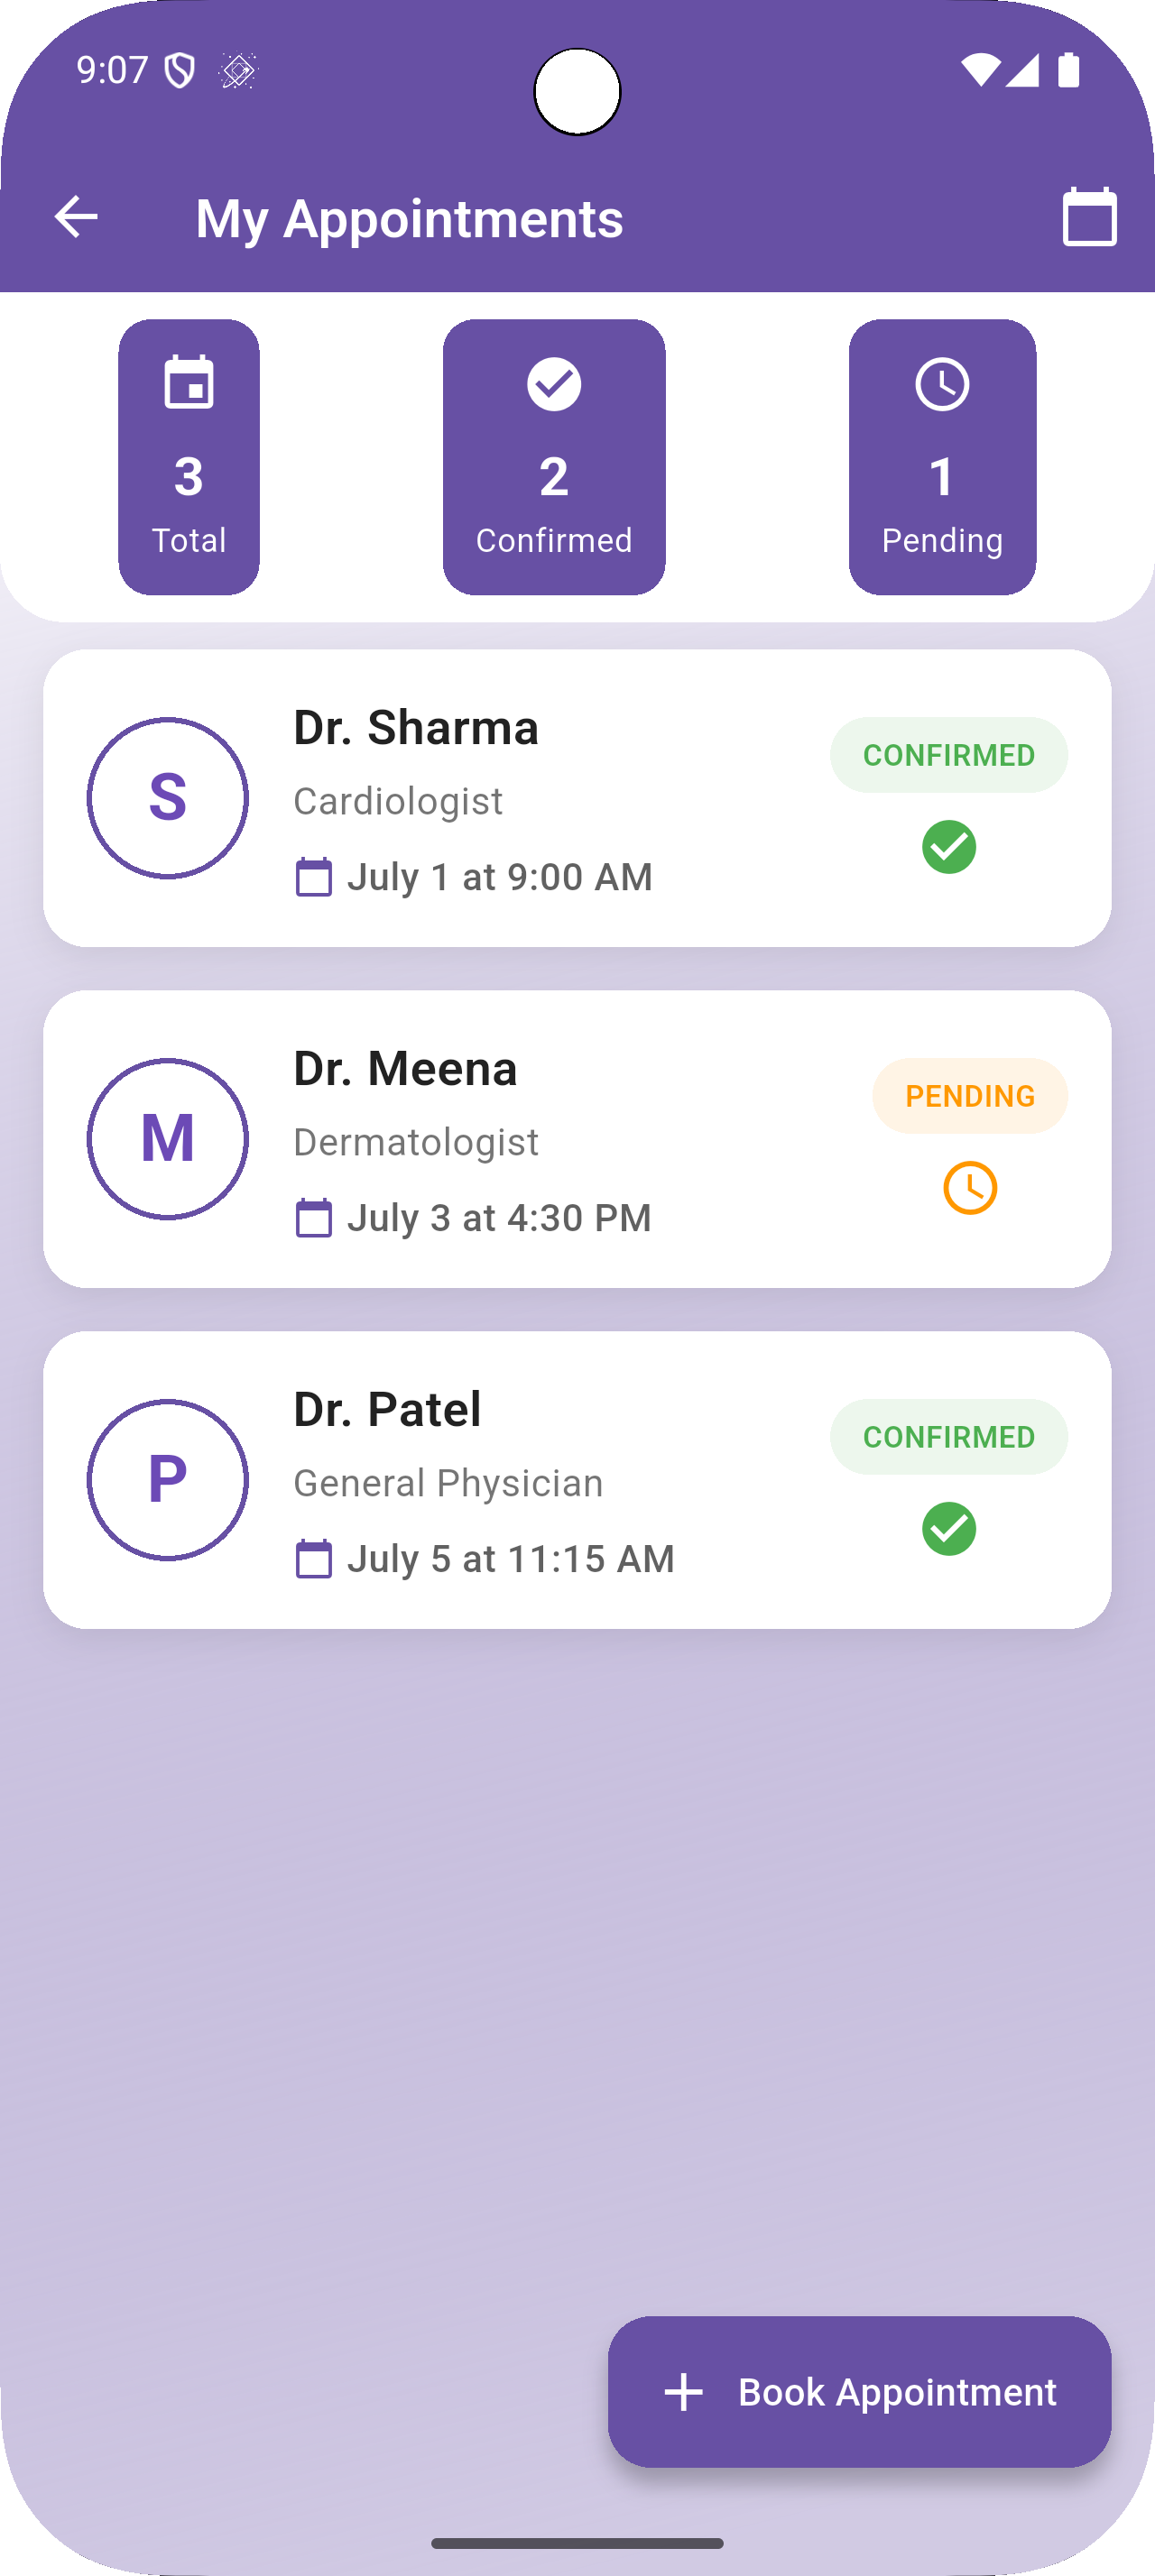 9:07
My Appointments
3
Total
2
Confirmed
1
Pending
S
Dr. Sharma
Cardiologist
July 1 at 9:00 AM
CONFIRMED
M
Dr. Meena
Dermatologist
July 3 at 4:30 PM
PENDING
P
Dr. Patel
General Physician
July 5 at 11:15 AM
CONFIRMED
Book Appointment